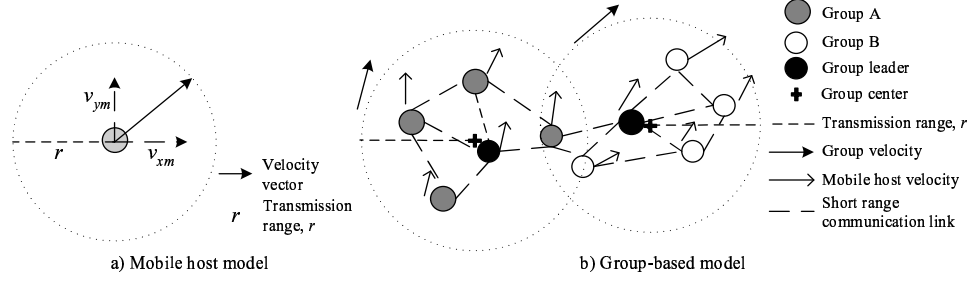 v_ym
r
v_xm
Velocity
vector
r
Transmission
range, r
a) Mobile host model
Group A
Group B
Group leader
Group center
Transmission range, r
Group velocity
Mobile host velocity
Short range
communication link
b) Group-based model